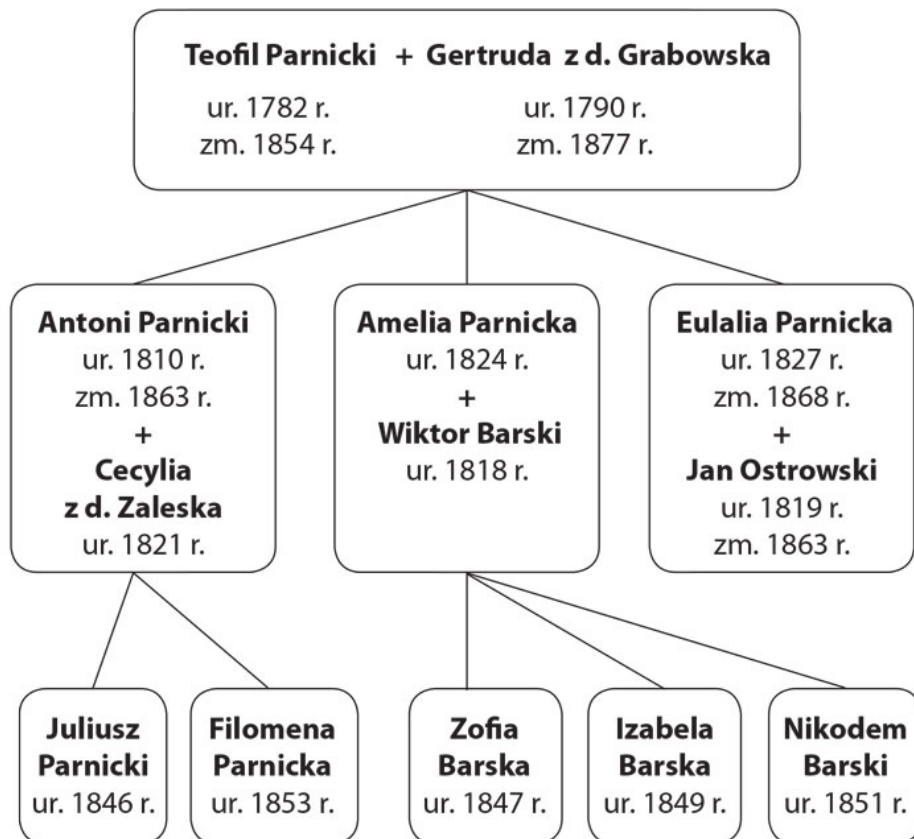 Teofil Parnicki + Gertruda z d. Grabowska
ur. 1782 r.
zm. 1854 r.
ur. 1790 r.
zm. 1877 r.
Antoni Parnicki
ur. 1810 r.
zm. 1863 r.
+
Cecylia
z d. Zaleska
ur. 1821 r.
Amelia Parnicka
ur. 1824 r.
+
Wiktor Barski
ur. 1818 r.
Eulalia Parnicka
ur. 1827 r.
zm. 1868 r.
+
Jan Ostrowski
ur. 1819 r.
zm. 1863 r.
Juliusz
Parnicki
ur. 1846 r.
Filomena
Parnicka
ur. 1853 r.
Zofia
Barska
ur. 1847 r.
Izabela
Barska
ur. 1849 r.
Nikodem
Barski
ur. 1851 r.